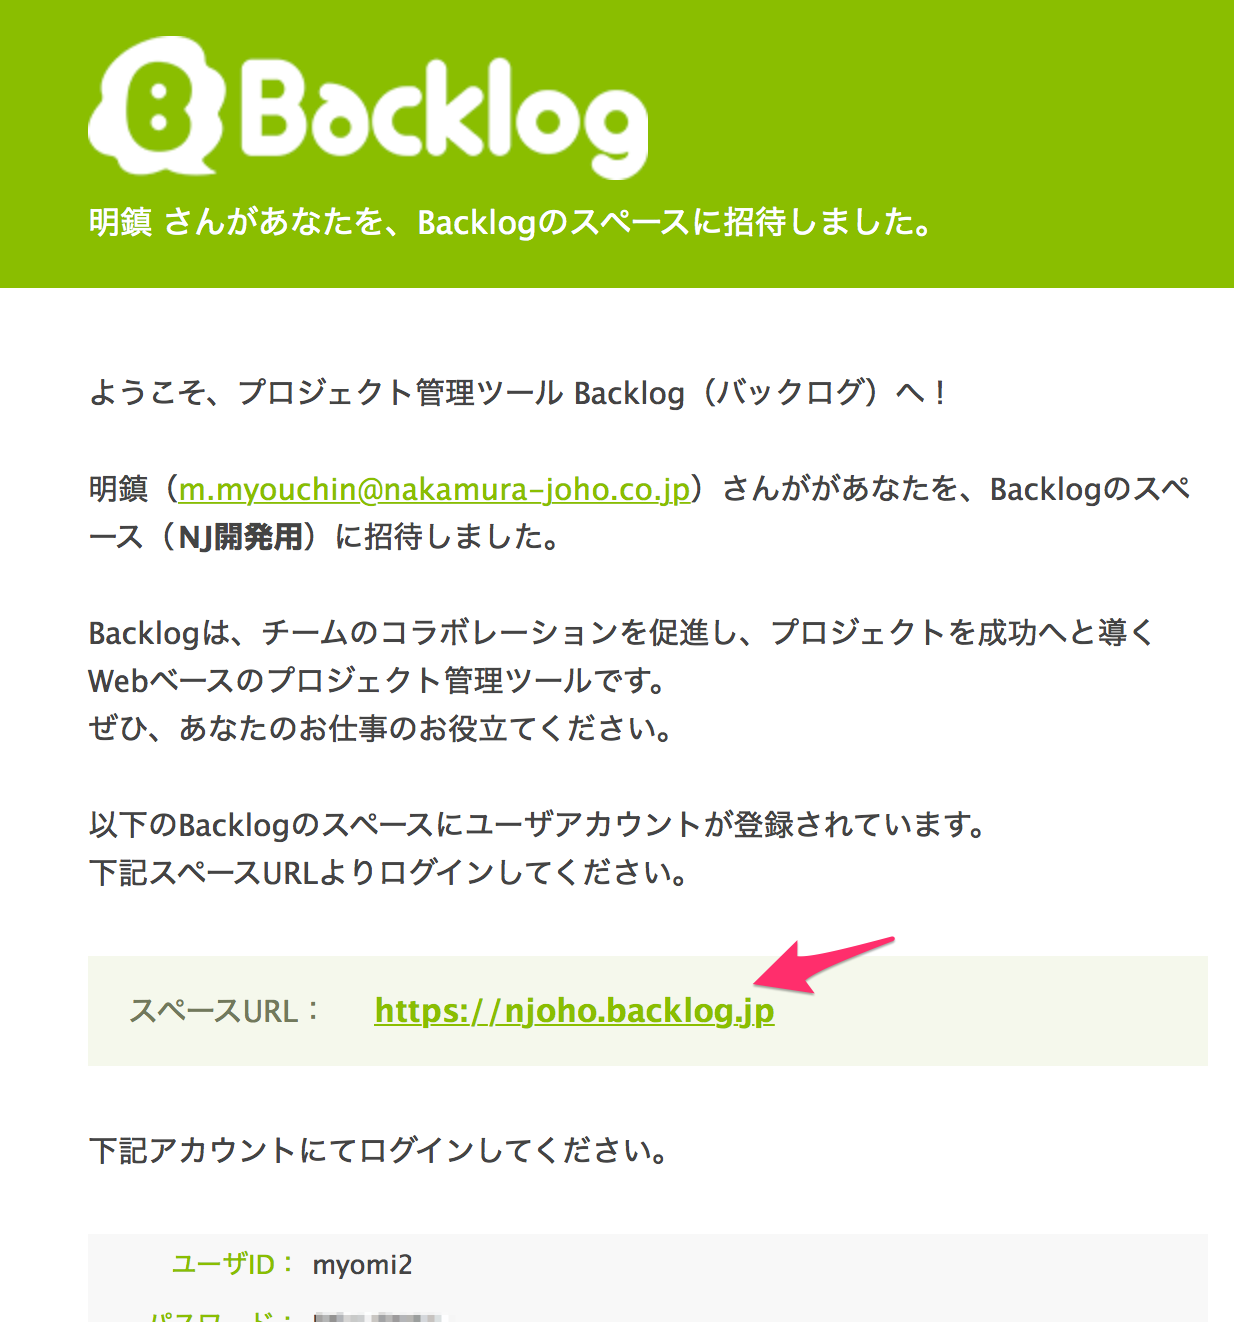 Backlog
明鎮 さんがあなたを、Backlogのスペースに招待しました。
ようこそ、プロジェクト管理ツール Backlog（バックログ）へ！
明鎮（m.myouchin@nakamura-joho.co.jp）さんががあなたを、Backlogのスペ
ース（NJ開発用）に招待しました。
Backlogは、チームのコラボレーションを促進し、プロジェクトを成功へと導く
Webベースのプロジェクト管理ツールです。
ぜひ、あなたのお仕事のお役立てください。
以下のBacklogのスペースにユーザアカウントが登録されています。
下記スペースURLよりログインしてください。
スペースURL： https://njoho.backlog.jp
下記アカウントにてログインしてください。
ユーザID： myomi2
パスワード：